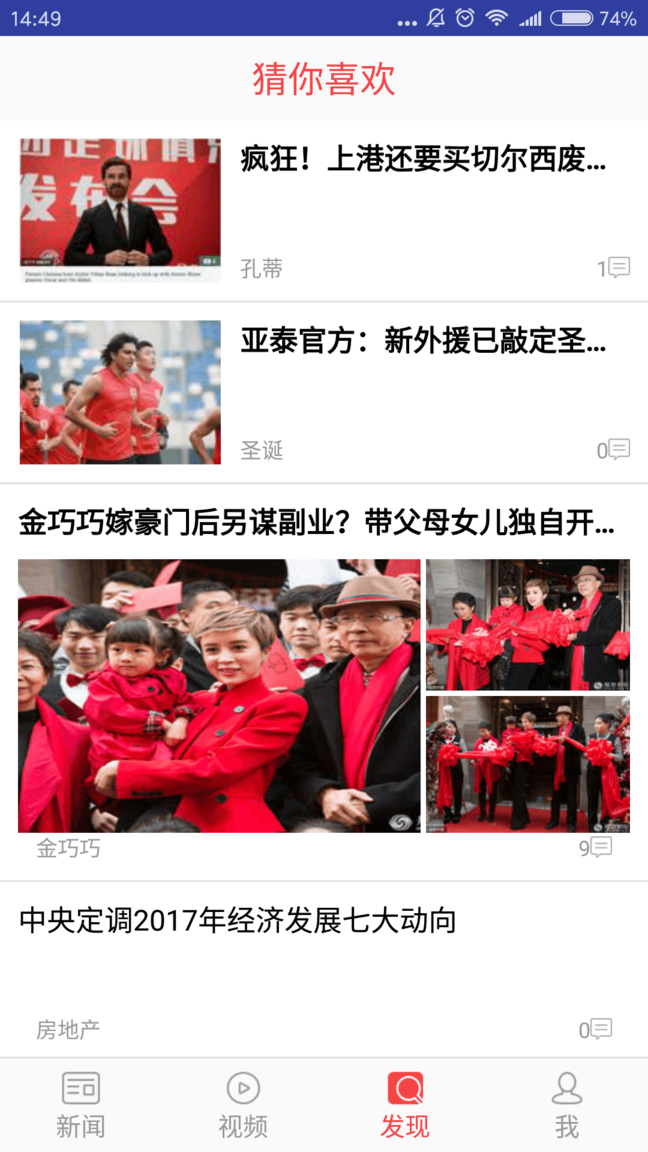 14:49
74%
猜你喜欢
发布会
疯狂！上港还要买切尔西废...
孔蒂
1
亚泰官方：新外援已敲定圣...
圣诞
0
金巧巧嫁豪门后另谋副业？带父母女儿独自开...
金巧巧
9
中央定调2017年经济发展七大动向
房地产
0
新闻
视频
发现
我